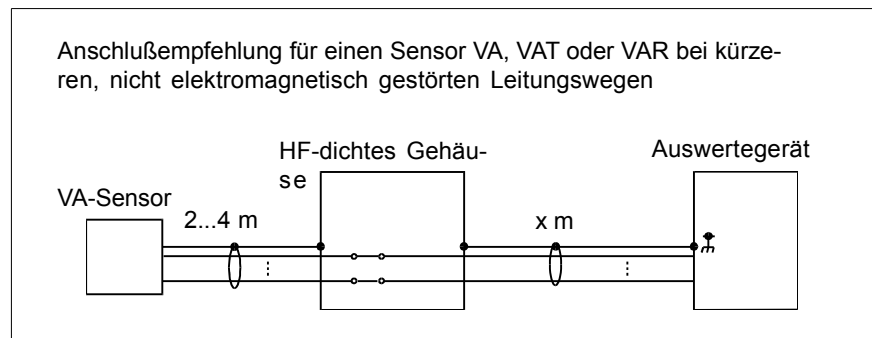 Anschlußempfehlung für einen Sensor VA, VAT oder VAR bei kürze-
ren, nicht elektromagnetisch gestörten Leitungswegen
HF-dichtes Gehäu-
se
Auswertegerät
VA-Sensor
2...4 m
x m